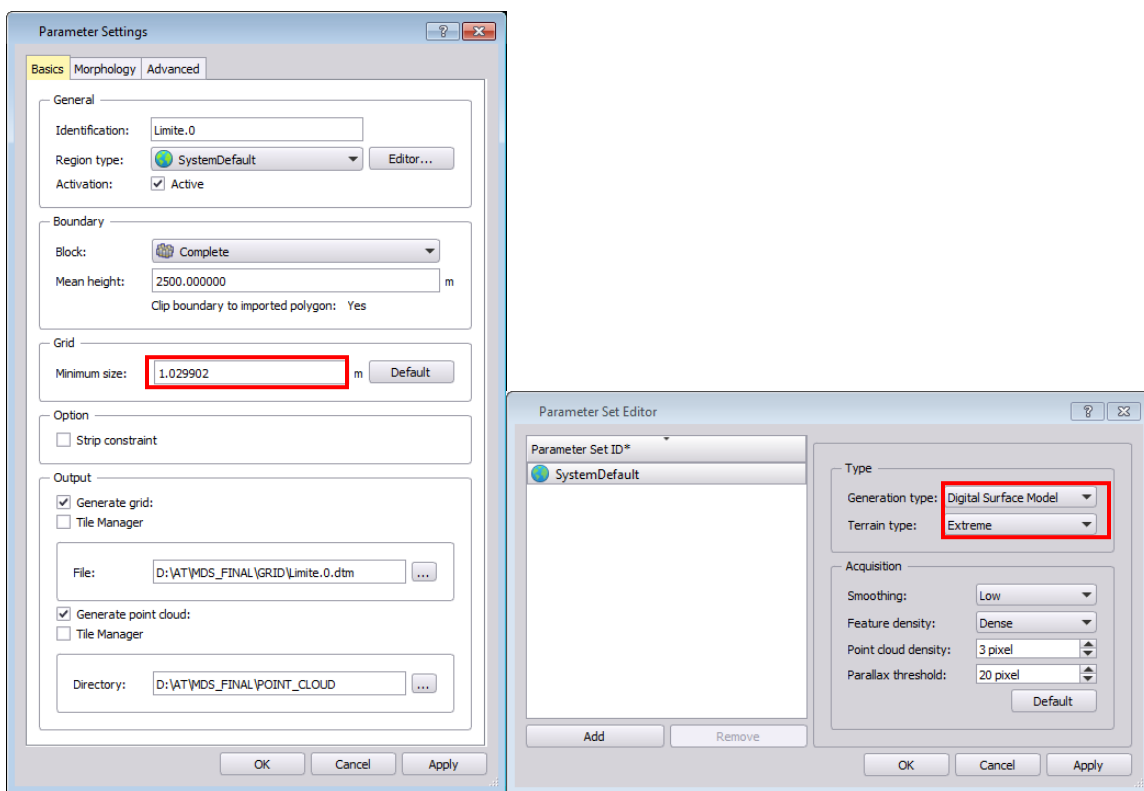 Parameter Settings
Basics Morphology Advanced
General
Identification: Limite.0
Region type: SystemDefault Editor...
Activation: Active
Boundary
Block: Complete
Mean height: 2500.000000 m
Clip boundary to imported polygon: Yes
Grid
Minimum size: 1.029902 m Default
Option
Strip constraint
Output
Generate grid:
Tile Manager
File: D:\AT\MDS_FINAL\GRID\Limite.0.dtm ...
Generate point cloud:
Tile Manager
Directory: D:\AT\MDS_FINAL\POINT_CLOUD ...
OK Cancel Apply
Parameter Set Editor
Parameter Set ID*
SystemDefault
Add Remove
Type
Generation type: Digital Surface Model
Terrain type: Extreme
Acquisition
Smoothing: Low
Feature density: Dense
Point cloud density: 3 pixel
Parallax threshold: 20 pixel
Default
OK Cancel Apply